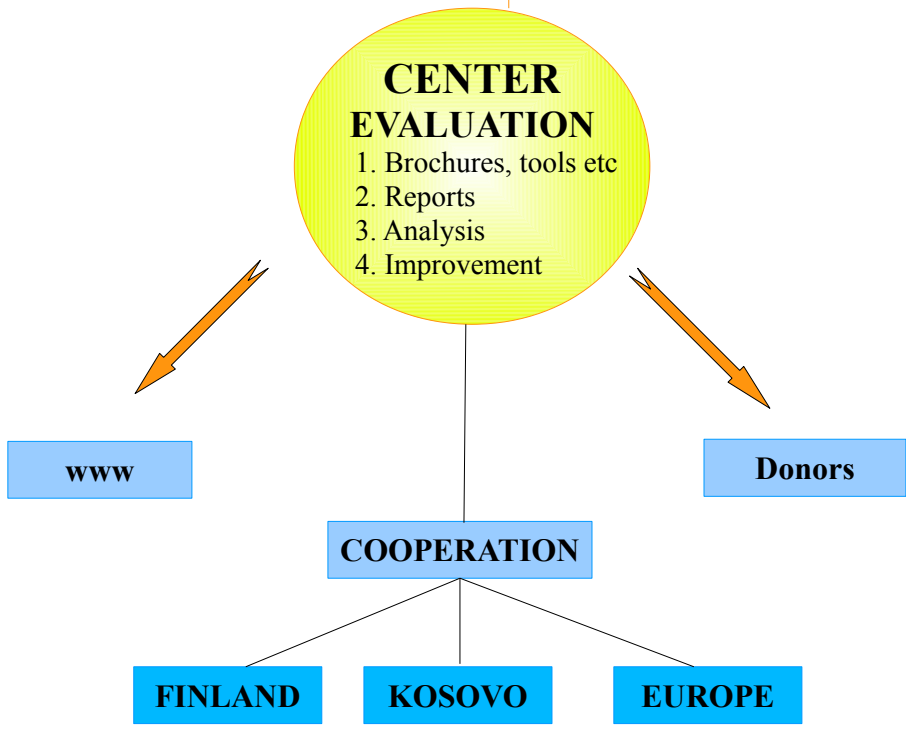 CENTER
EVALUATION
1. Brochures, tools etc
2. Reports
3. Analysis
4. Improvement
www
Donors
COOPERATION
FINLAND
KOSOVO
EUROPE